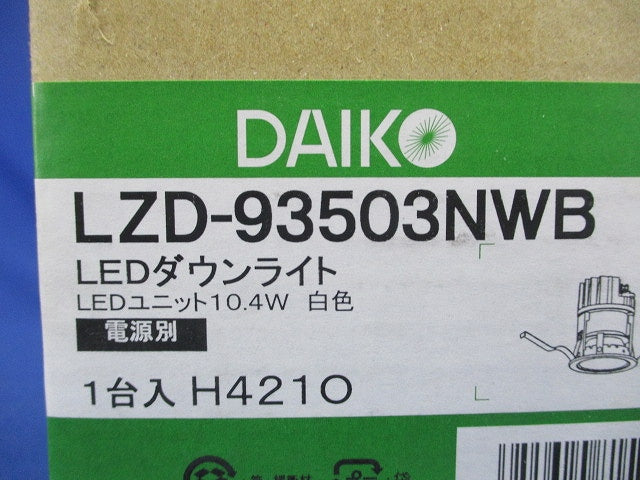 DAIKO
LZD-93503NWB
LEDダウンライト
LEDユニット10.4W 白色
電源別
1台入 H4210